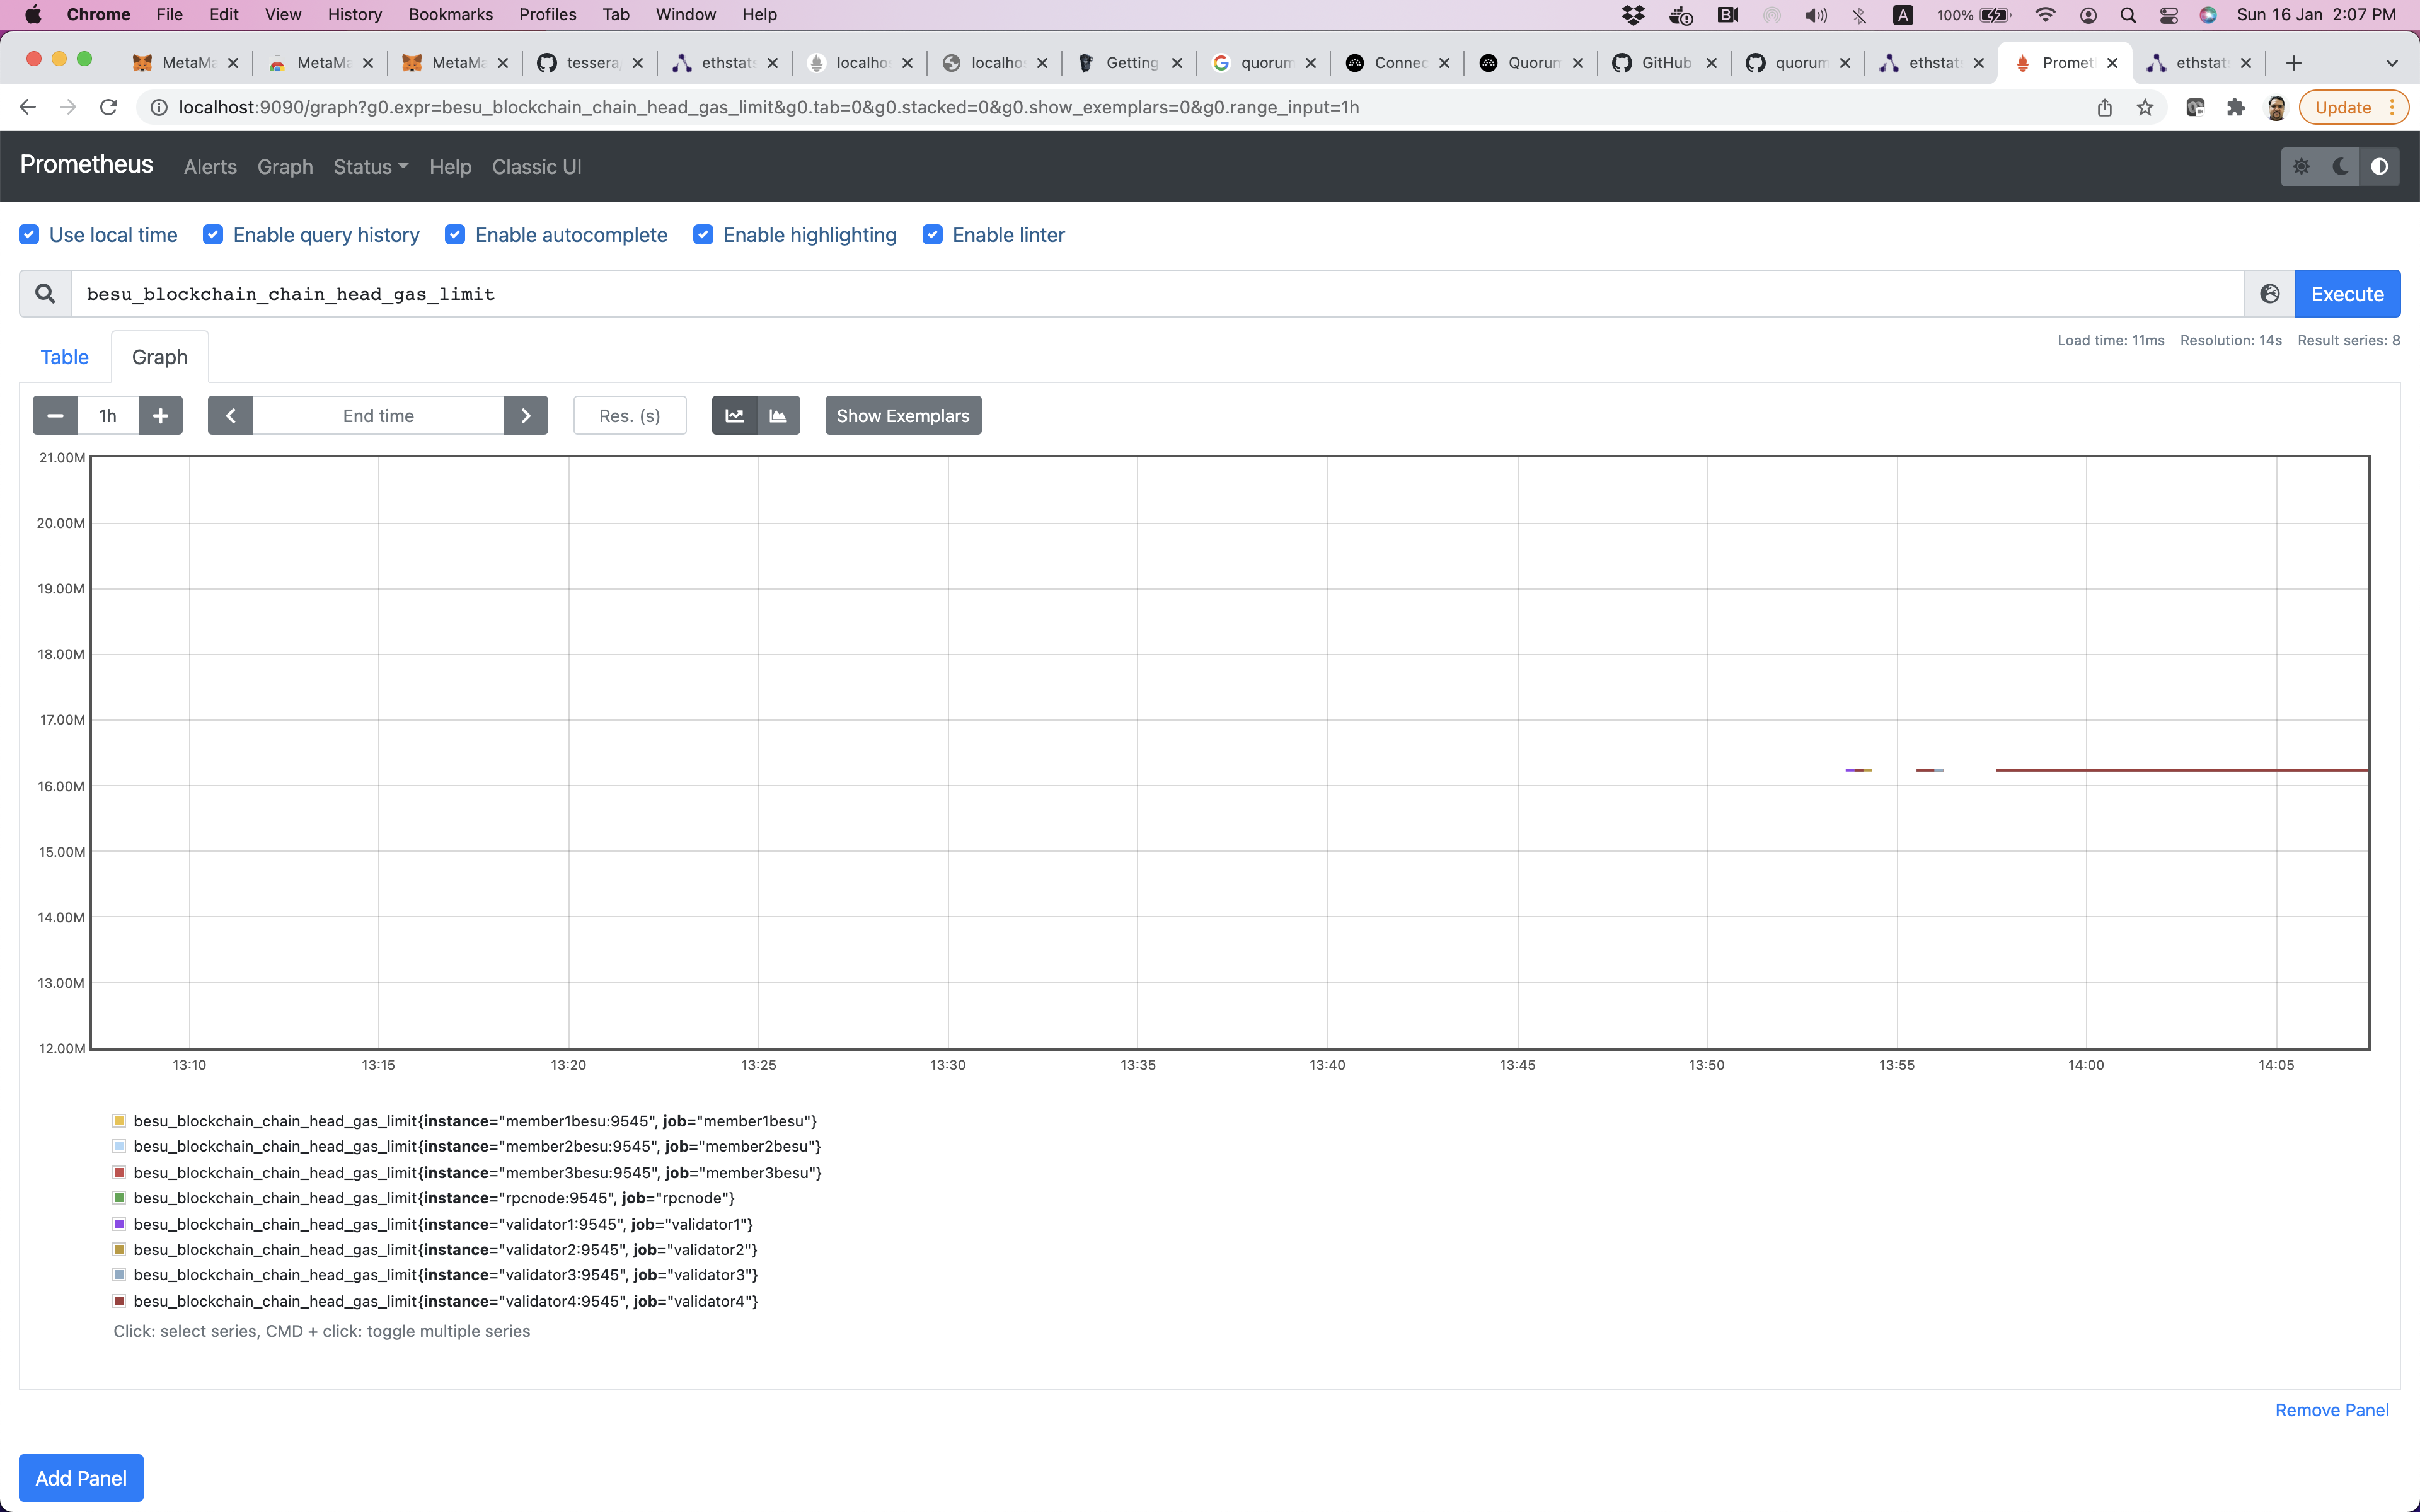 Chrome File Edit View History Bookmarks Profiles Tab Window Help 100% Sun 16 Jan 2:07 PM
MetaMa MetaMa MetaMa tessera ethstats localho localho Getting quorum Connec Quorum GitHub quorum ethstats Promet ethstat
localhost:9090/graph?g0.expr=besu_blockchain_chain_head_gas_limit&g0.tab=0&g0.stacked=0&g0.show_exemplars=0&g0.range_input=1h Update
Prometheus Alerts Graph Status Help Classic UI
Use local time Enable query history Enable autocomplete Enable highlighting Enable linter
besu_blockchain_chain_head_gas_limit Execute
Table Graph Load time: 11ms Resolution: 14s Result series: 8
1h End time Res. (s) Show Exemplars
21.00M
20.00M
19.00M
18.00M
17.00M
16.00M
15.00M
14.00M
13.00M
12.00M
13:10 13:15 13:20 13:25 13:30 13:35 13:40 13:45 13:50 13:55 14:00 14:05
besu_blockchain_chain_head_gas_limit{instance="member1besu:9545", job="member1besu"}
besu_blockchain_chain_head_gas_limit{instance="member2besu:9545", job="member2besu"}
besu_blockchain_chain_head_gas_limit{instance="member3besu:9545", job="member3besu"}
besu_blockchain_chain_head_gas_limit{instance="rpcnode:9545", job="rpcnode"}
besu_blockchain_chain_head_gas_limit{instance="validator1:9545", job="validator1"}
besu_blockchain_chain_head_gas_limit{instance="validator2:9545", job="validator2"}
besu_blockchain_chain_head_gas_limit{instance="validator3:9545", job="validator3"}
besu_blockchain_chain_head_gas_limit{instance="validator4:9545", job="validator4"}
Click: select series, CMD + click: toggle multiple series
Remove Panel
Add Panel